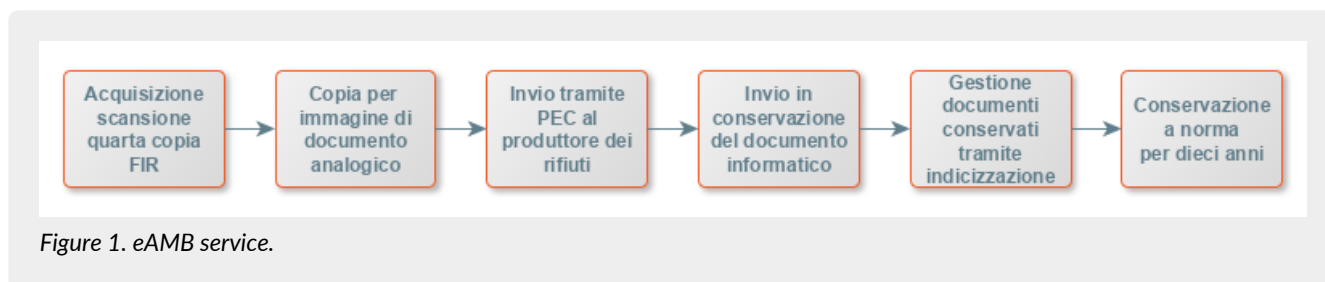 Acquisizione
scansione
quarta copia
FIR
Copia per
immagine di
documento
analogico
Invio tramite
PEC al
produttore dei
rifiuti
Invio in
conservazione
del documento
informatico
Gestione
documenti
conservati
tramite
indicizzazione
Conservazione
a norma
per dieci anni
Figure 1. eAMB service.